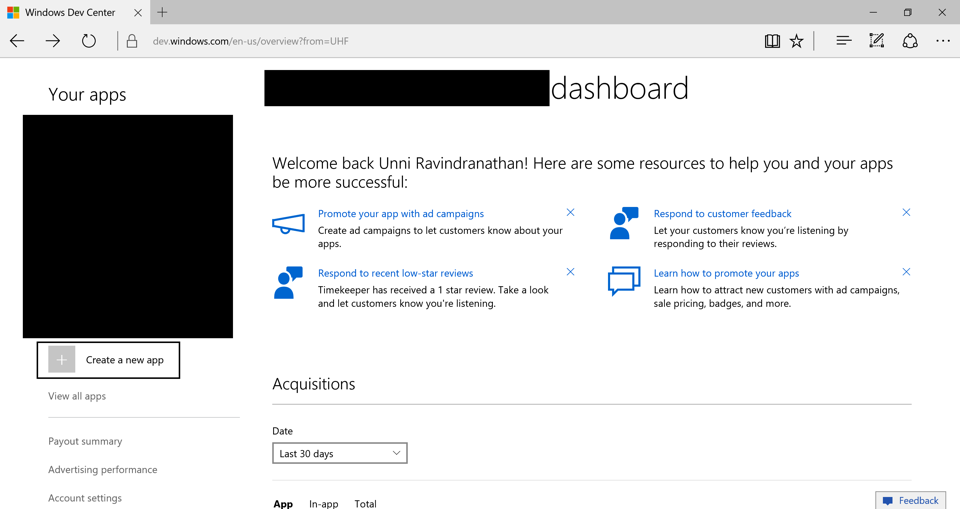 Windows Dev Center
dev.windows.com/en-us/overview?from=UHF
Your apps
Create a new app
View all apps
Payout summary
Advertising performance
Account settings
dashboard
Welcome back Unni Ravindranathan! Here are some resources to help you and your apps
be more successful:
Promote your app with ad campaigns
Create ad campaigns to let customers know about your
apps.
Respond to customer feedback
Let your customers know you're listening by
responding to their reviews.
Respond to recent low-star reviews
Timekeeper has received a 1 star review. Take a look
and let customers know you're listening.
Learn how to promote your apps
Learn how to attract new customers with ad campaigns,
sale pricing, badges, and more.
Acquisitions
Date
Last 30 days
App In-app Total
Feedback